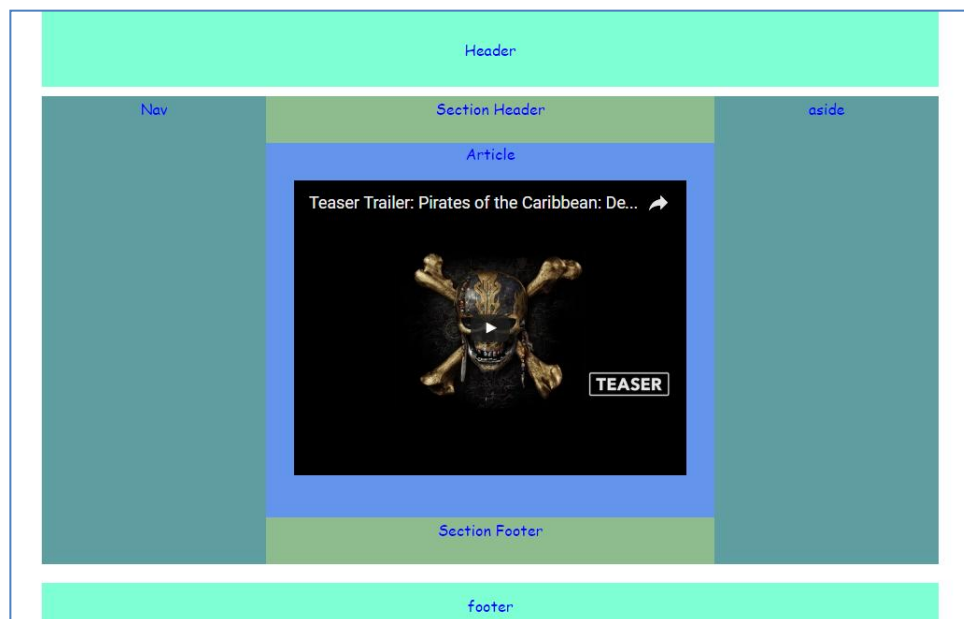 Header
Nav
Section Header
aside
Article
Teaser Trailer: Pirates of the Caribbean: De...
TEASER
Section Footer
footer